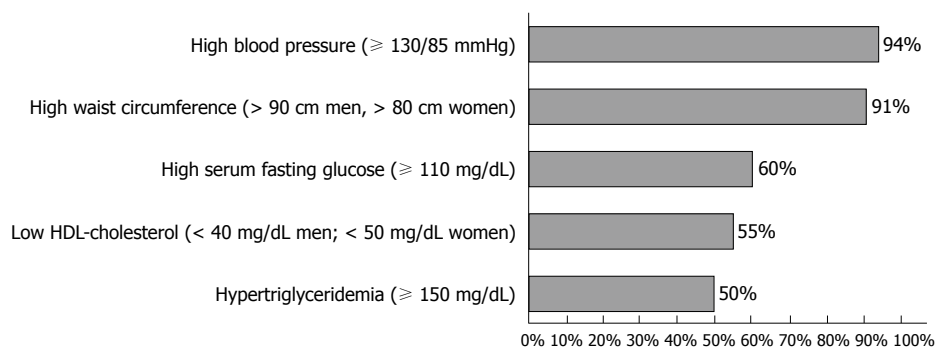 High blood pressure (≥ 130/85 mmHg) 94%
High waist circumference (> 90 cm men, > 80 cm women) 91%
High serum fasting glucose (≥ 110 mg/dL) 60%
Low HDL-cholesterol (< 40 mg/dL men; < 50 mg/dL women) 55%
Hypertriglyceridemia (≥ 150 mg/dL) 50%
0% 10% 20% 30% 40% 50% 60% 70% 80% 90% 100%